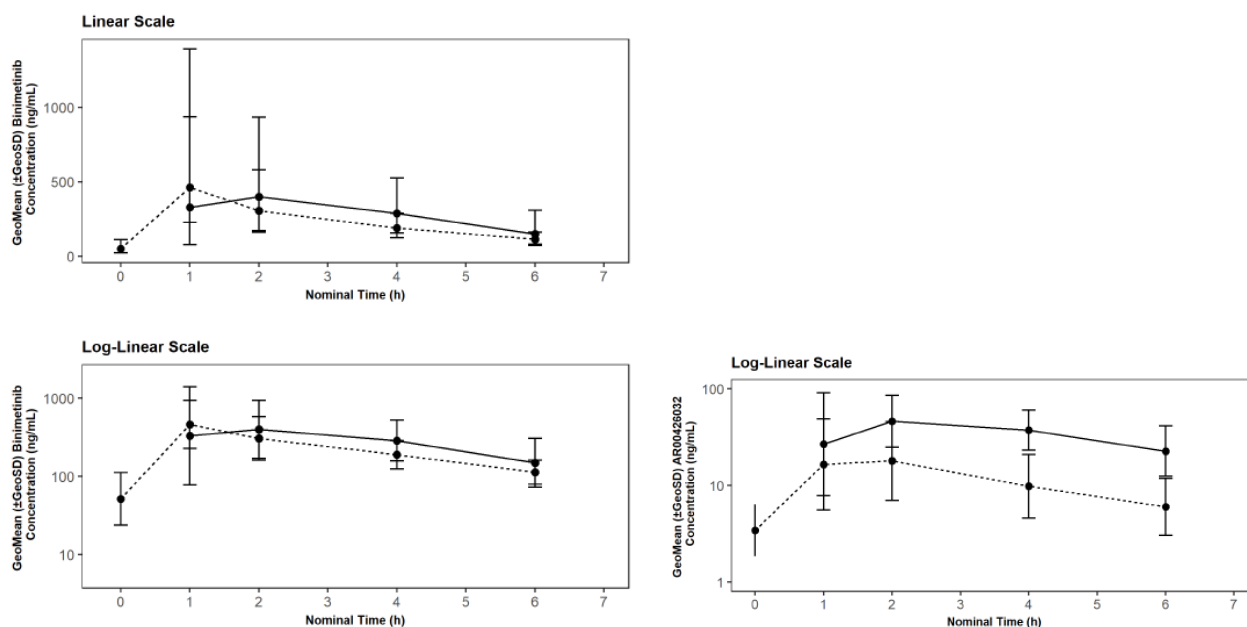 Linear Scale
GeoMean (±GeoSD) Binimetinib
Concentration (ng/mL)
1000
500
0
0 1 2 3 4 5 6 7
Nominal Time (h)
Log-Linear Scale
GeoMean (±GeoSD) Binimetinib
Concentration (ng/mL)
1000
100
10
0 1 2 3 4 5 6 7
Nominal Time (h)
Log-Linear Scale
GeoMean (±GeoSD) AR00426032
Concentration (ng/mL)
100
10
1
0 1 2 3 4 5 6 7
Nominal Time (h)